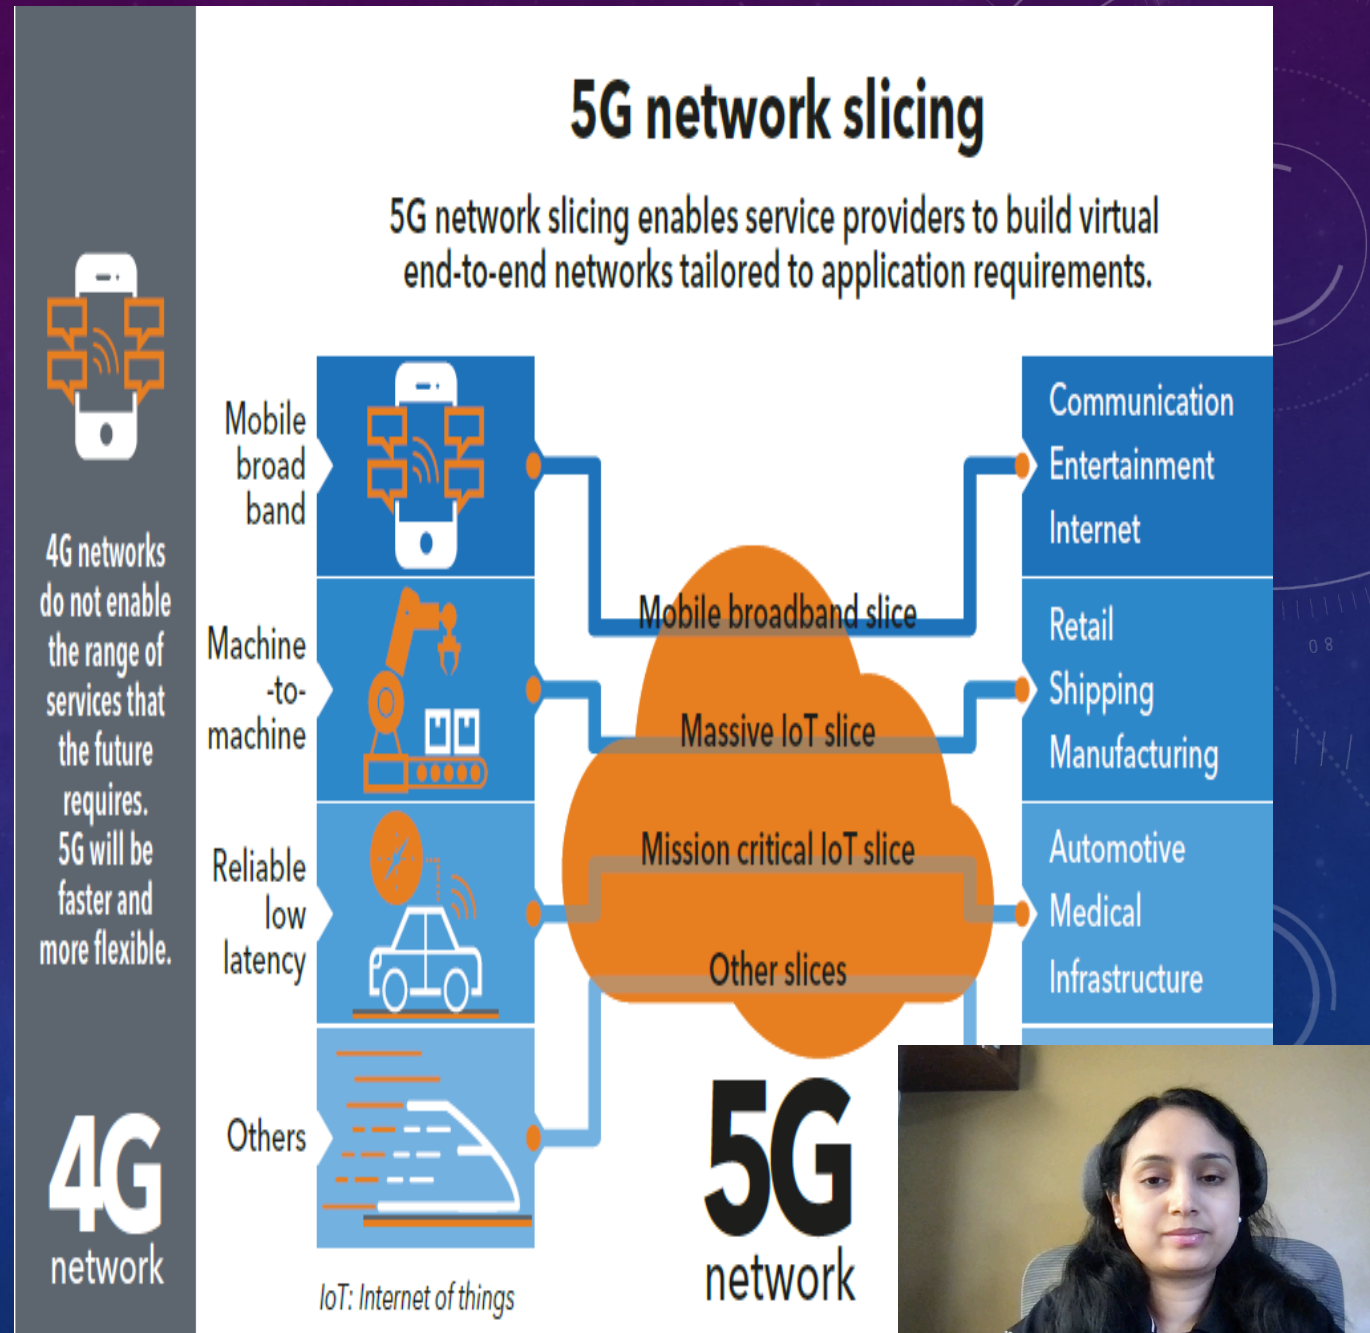 5G network slicing
5G network slicing enables service providers to build virtual
end-to-end networks tailored to application requirements.
4G networks
do not enable
the range of
services that
the future
requires.
5G will be
faster and
more flexible.
4G
network
Mobile
broad
band
Machine
-to-
machine
Reliable
low
latency
Others
Mobile broadband slice
Massive IoT slice
Mission critical IoT slice
Other slices
Communication
Entertainment
Internet
Retail
Shipping
Manufacturing
Automotive
Medical
Infrastructure
5G
network
IoT: Internet of things
08